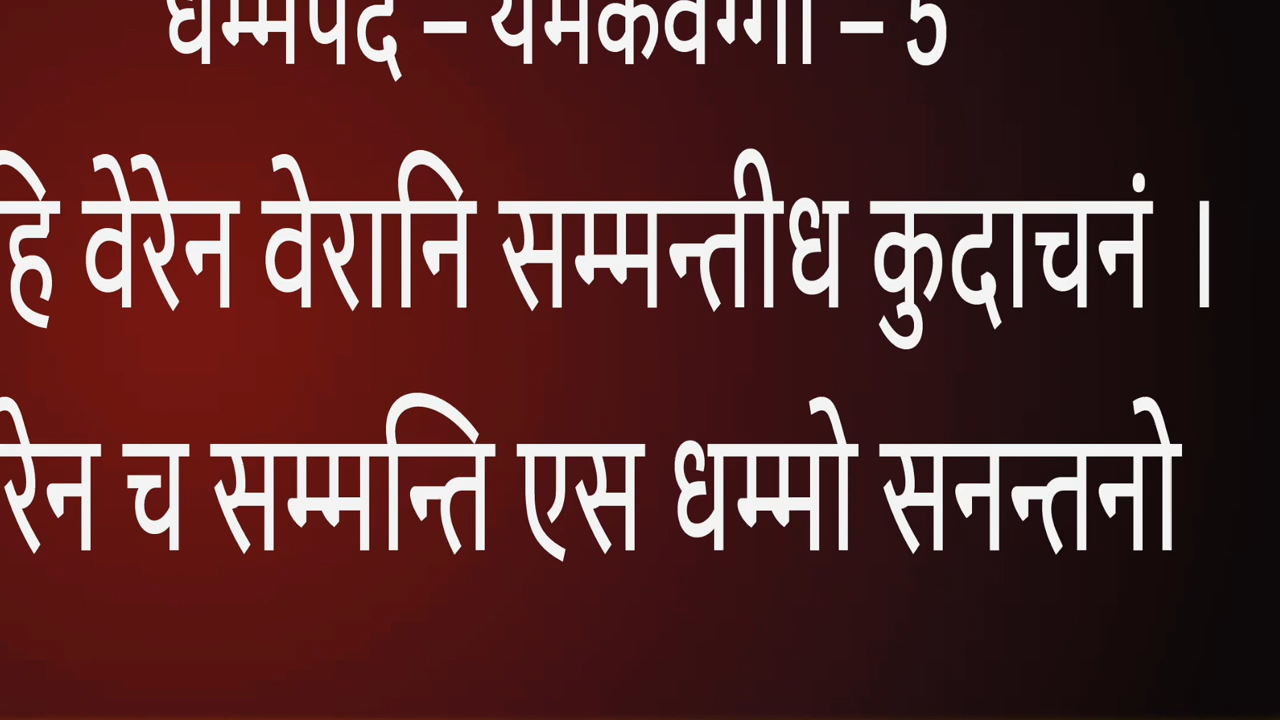 धम्मपद – यमकवग्गो – 5
हि वेरेन वेरानि सम्मन्तीध कुदाचनं ।
रेन च सम्मन्ति एस धम्मो सनन्तनो